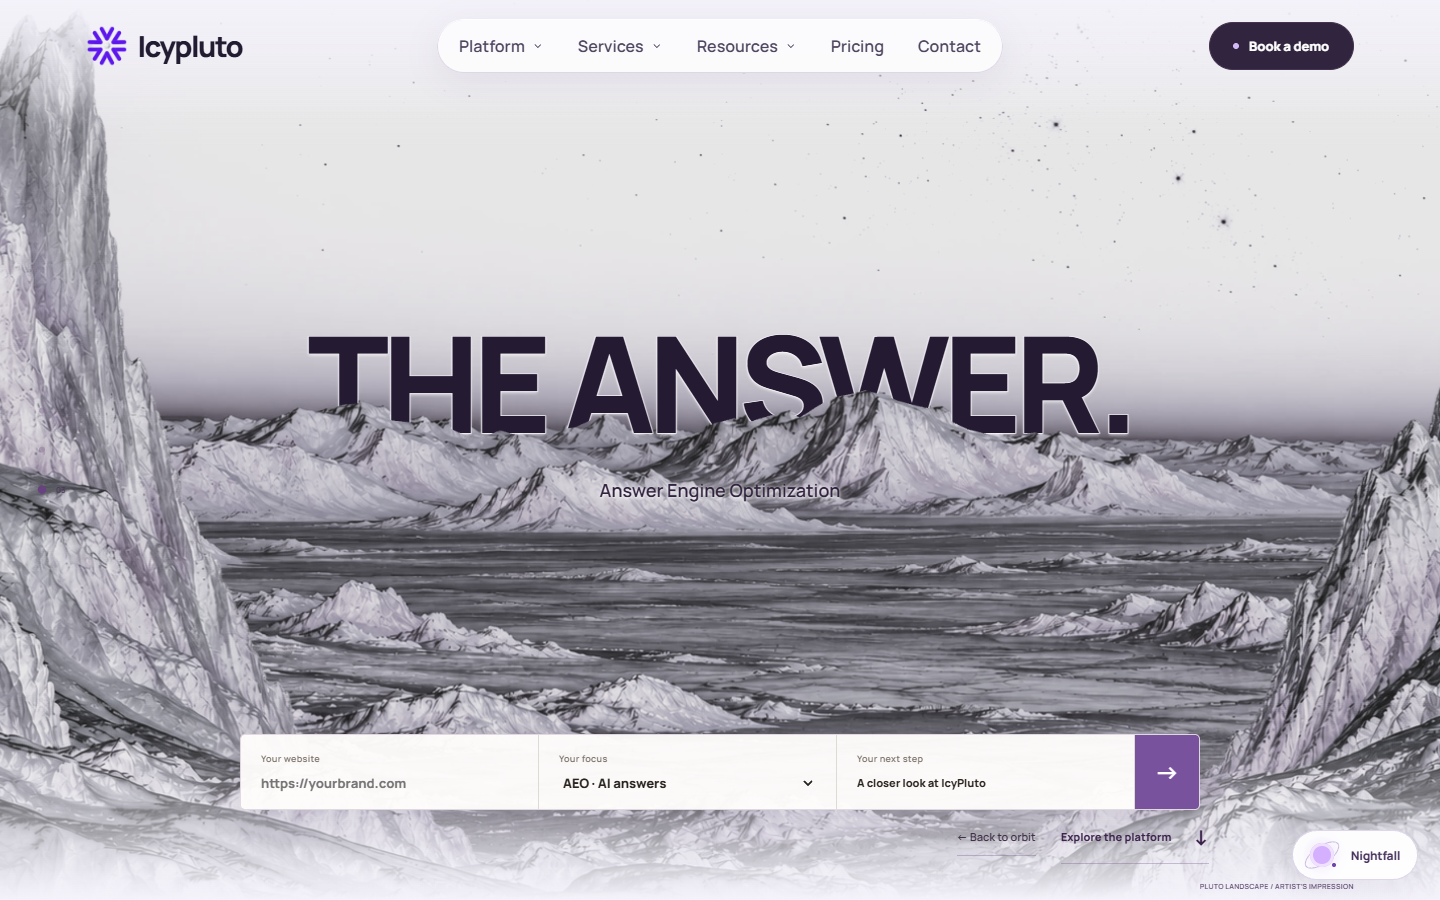 Icypluto
Platform
Services
Resources
Pricing
Contact
Book a demo
THE ANSWER.
Answer Engine Optimization
Your website
https://yourbrand.com
Your focus
AEO · AI answers
Your next step
A closer look at IcyPluto
→
← Back to orbit
Explore the platform ↓
Nightfall
PLUTO LANDSCAPE / ARTIST'S IMPRESSION